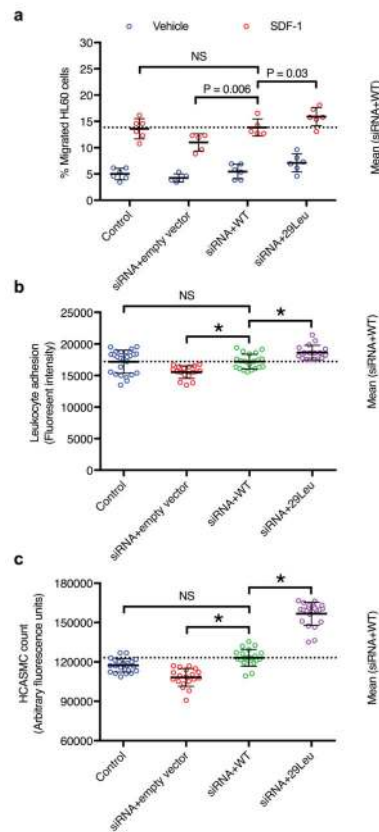 a
Vehicle
SDF-1
NS
P = 0.03
P = 0.006
35
30
25
20
15
10
5
0
% Migrated HL60 cells
Mean (siRNA+WT)
Control
siRNA+empty vector
siRNA+WT
siRNA+29Leu
b
NS
*
*
25000
20000
15000
10000
Leukocyte adhesion
(Fluoresent intensity)
Mean (siRNA+WT)
Control
siRNA+empty vector
siRNA+WT
siRNA+29Leu
c
*
NS
*
180000
150000
120000
90000
60000
HCASMC count
(Arbitrary fluorescence units)
Mean (siRNA+WT)
Control
siRNA+empty vector
siRNA+WT
siRNA+29Leu